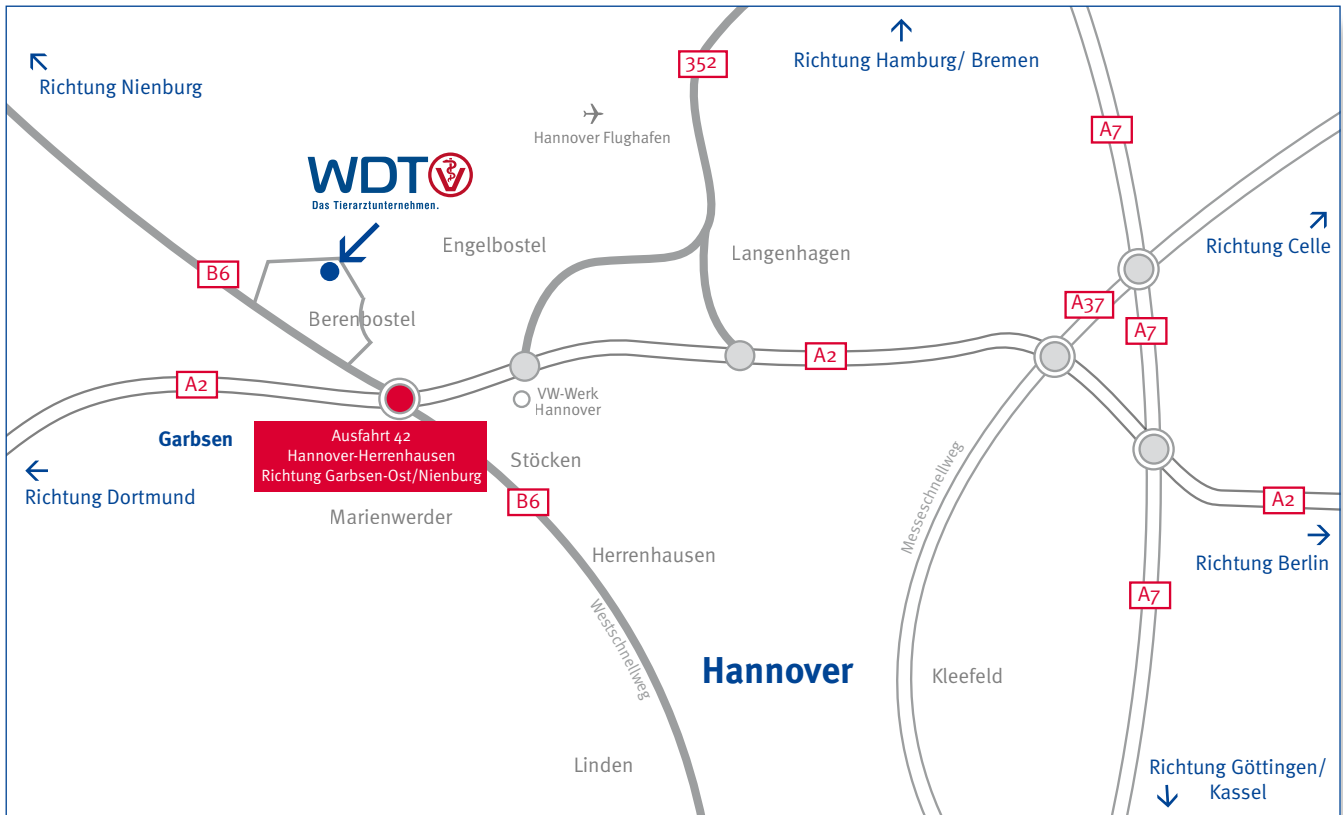 Richtung Nienburg
352
Richtung Hamburg/ Bremen
A7
Hannover Flughafen
WDT V
Das Tierarztunternehmen.
Engelbostel
Langenhagen
Richtung Celle
B6
A37
A7
Berenbostel
A2
A2
VW-Werk
Hannover
Garbsen
Ausfahrt 42
Hannover-Herrenhausen
Richtung Garbsen-Ost/Nienburg
Stöcken
Richtung Dortmund
B6
A2
Marienwerder
Messeschnellweg
Herrenhausen
Richtung Berlin
A7
Westschnellweg
Hannover
Kleefeld
Linden
Richtung Göttingen/
Kassel